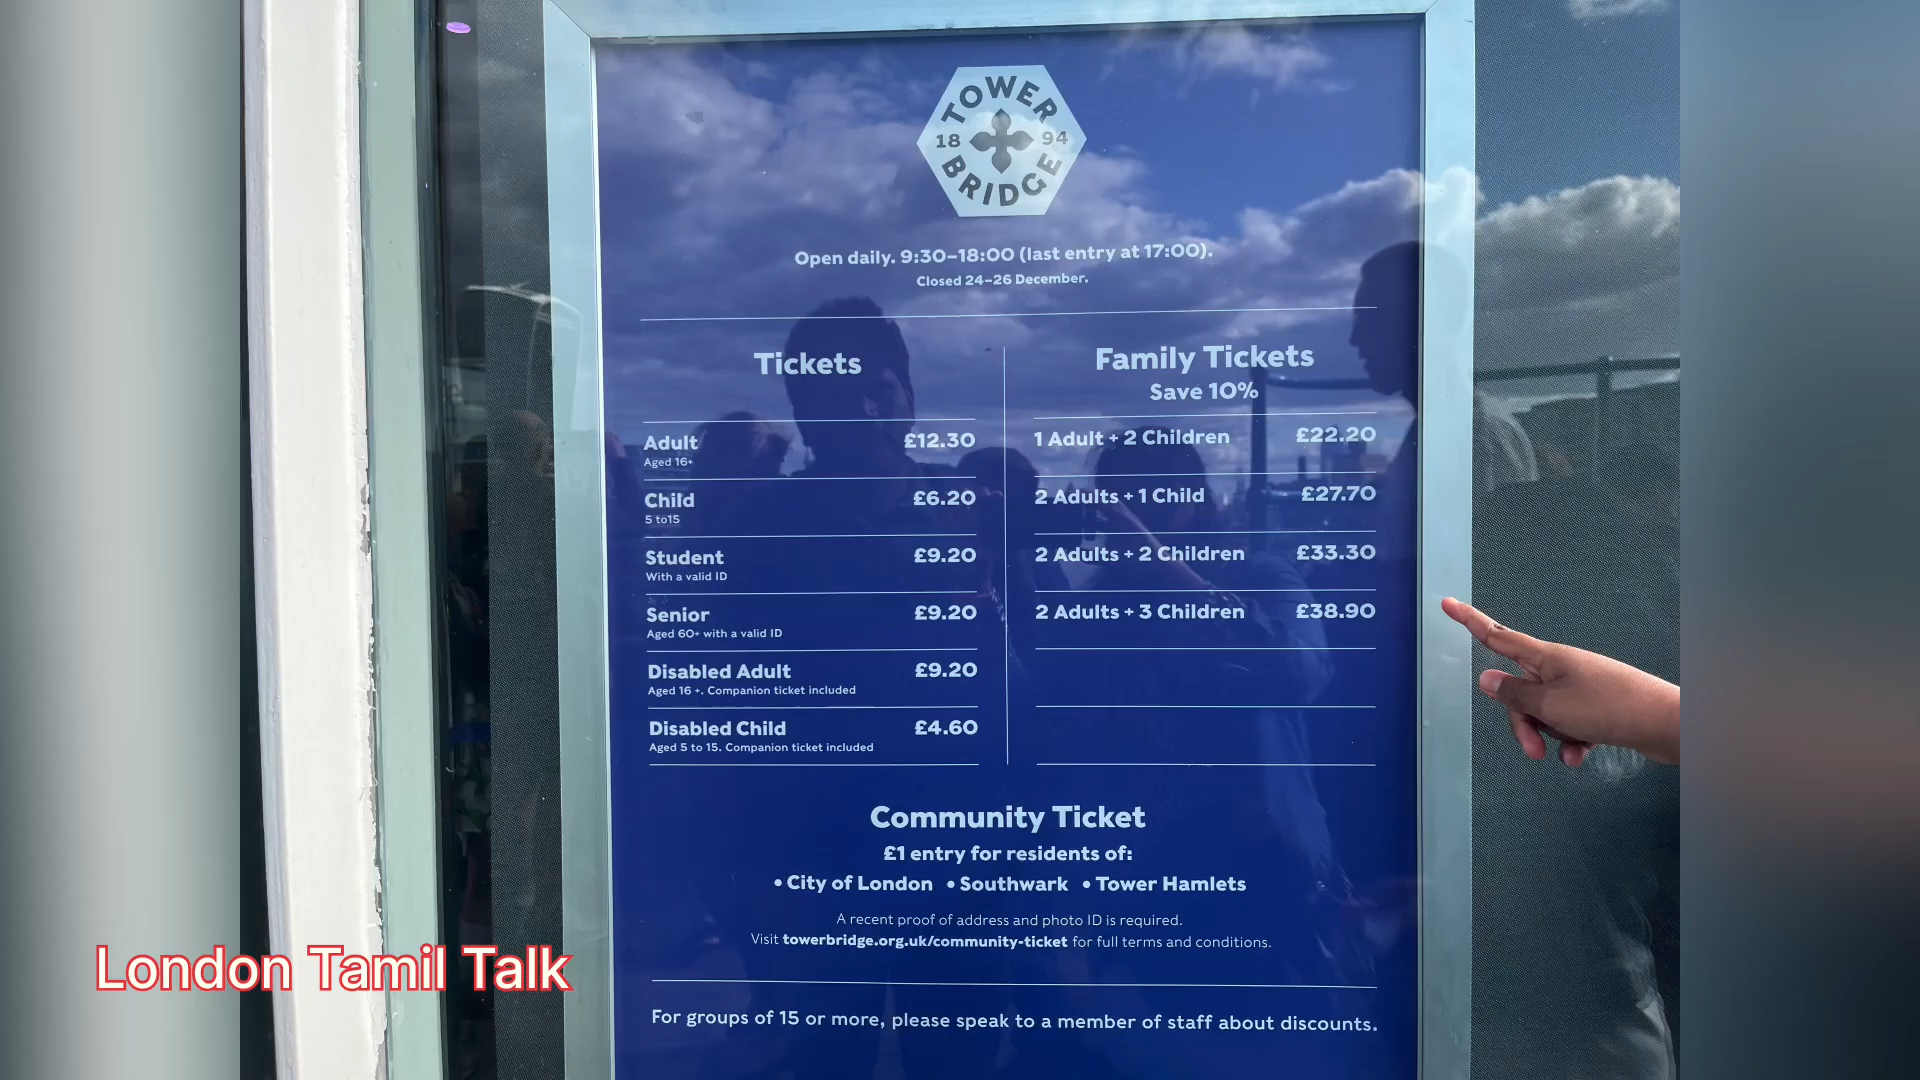 TOWER
18 94
BRIDGE
Open daily. 9:30–18:00 (last entry at 17:00).
Closed 24–26 December.
Tickets
Adult £12.30
Aged 16+
Child £6.20
5 to15
Student £9.20
With a valid ID
Senior £9.20
Aged 60+ with a valid ID
Disabled Adult £9.20
Aged 16 +. Companion ticket included
Disabled Child £4.60
Aged 5 to 15. Companion ticket included
Family Tickets
Save 10%
1 Adult + 2 Children £22.20
2 Adults + 1 Child £27.70
2 Adults + 2 Children £33.30
2 Adults + 3 Children £38.90
Community Ticket
£1 entry for residents of:
• City of London • Southwark • Tower Hamlets
A recent proof of address and photo ID is required.
Visit towerbridge.org.uk/community-ticket for full terms and conditions.
For groups of 15 or more, please speak to a member of staff about discounts.
London Tamil Talk